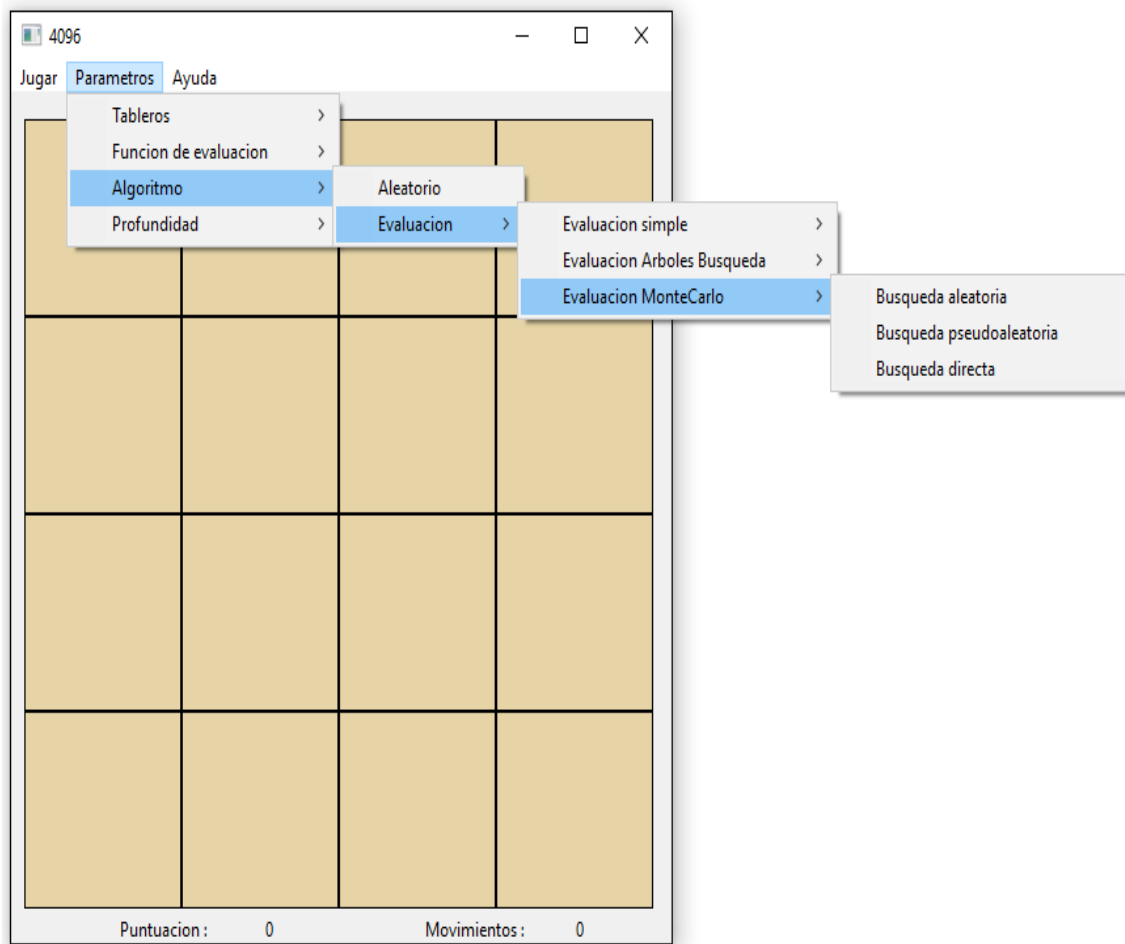 4096
Jugar Parametros Ayuda
Tableros
Funcion de evaluacion
Algoritmo
Profundidad
Aleatorio
Evaluacion
Evaluacion simple
Evaluacion Arboles Busqueda
Evaluacion MonteCarlo
Busqueda aleatoria
Busqueda pseudoaleatoria
Busqueda directa
Puntuacion : 0 Movimientos : 0